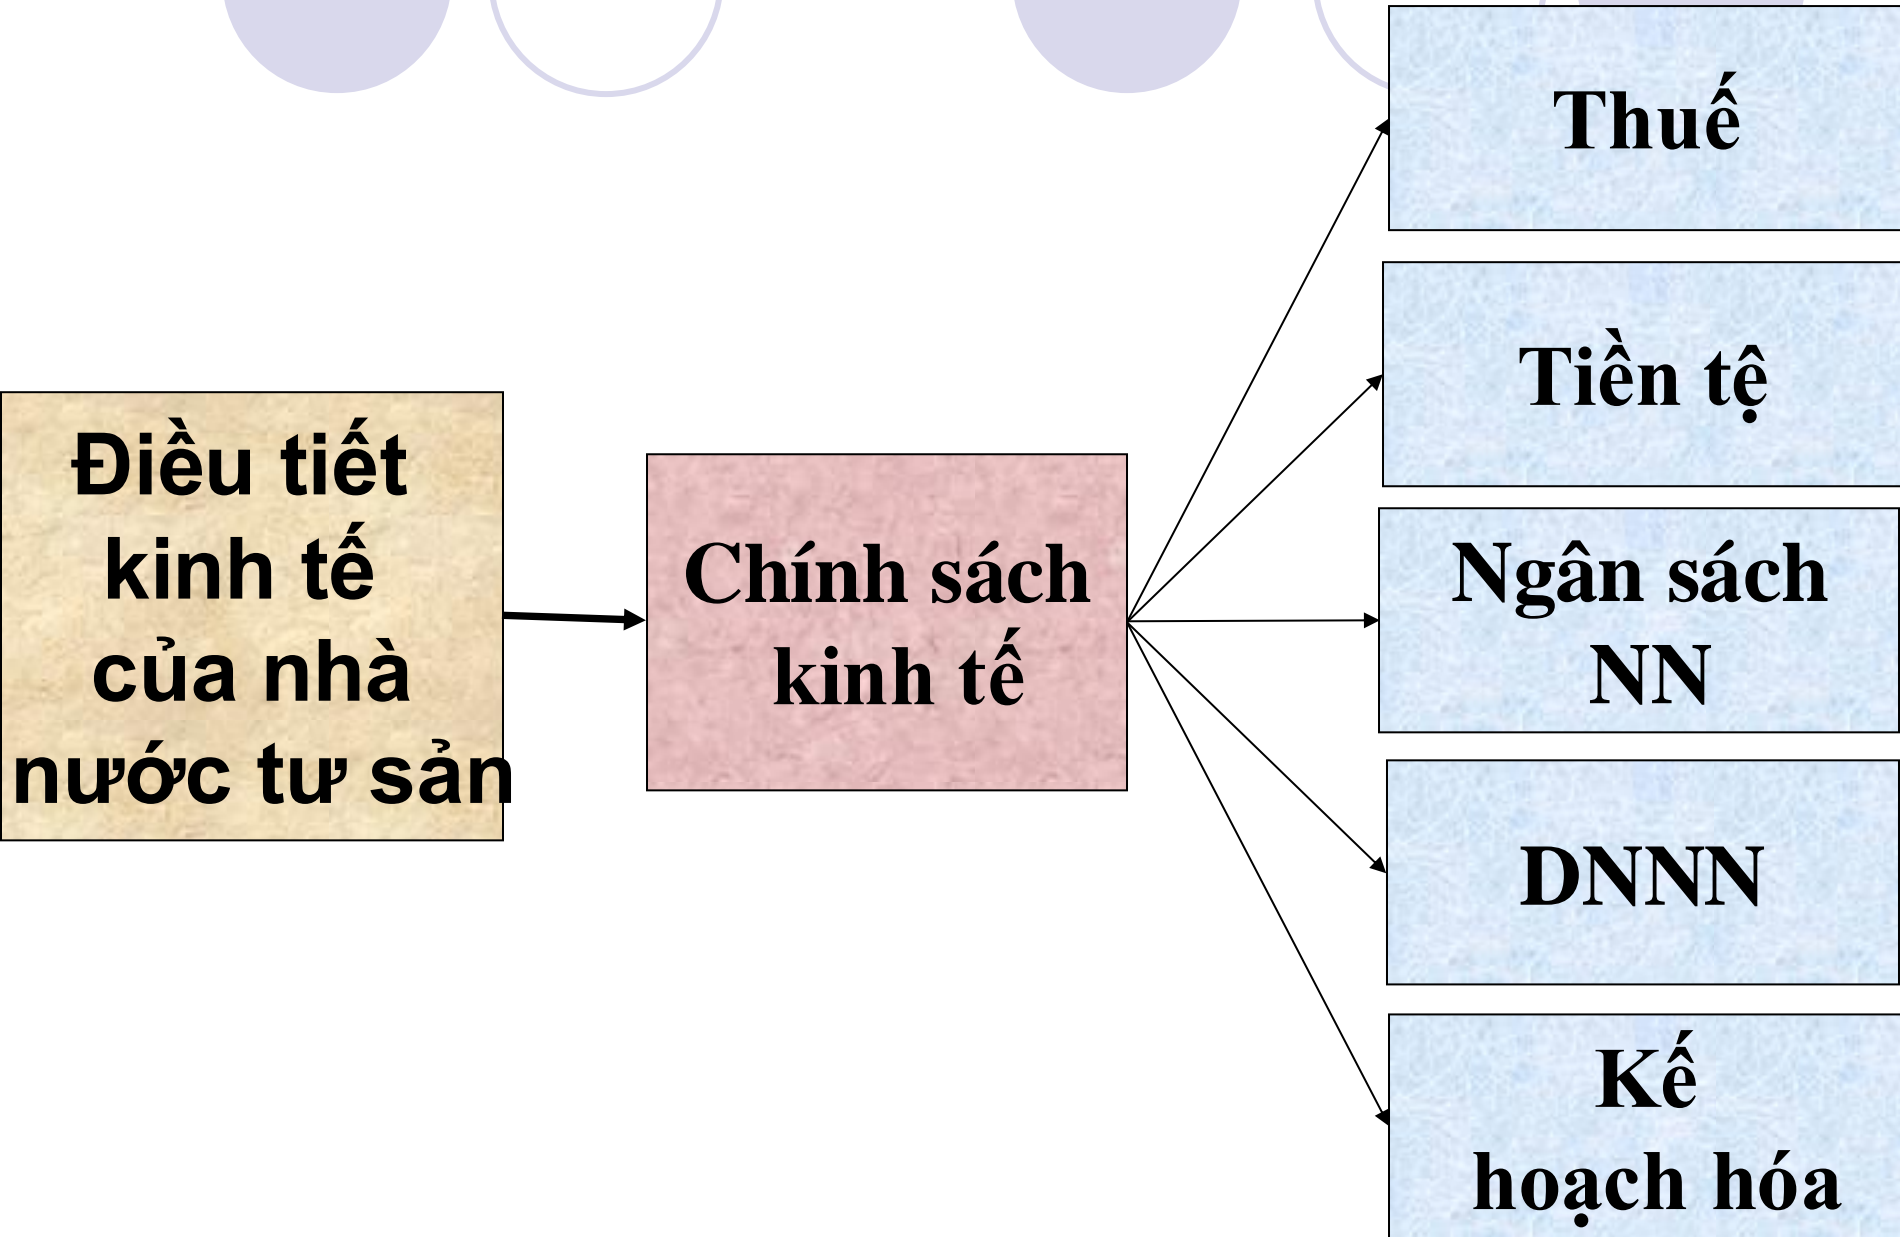 Điều tiết
kinh tế
của nhà
nước tư sản
Chính sách
kinh tế
Thuế
Tiền tệ
Ngân sách
NN
DNNN
Kế
hoạch hóa